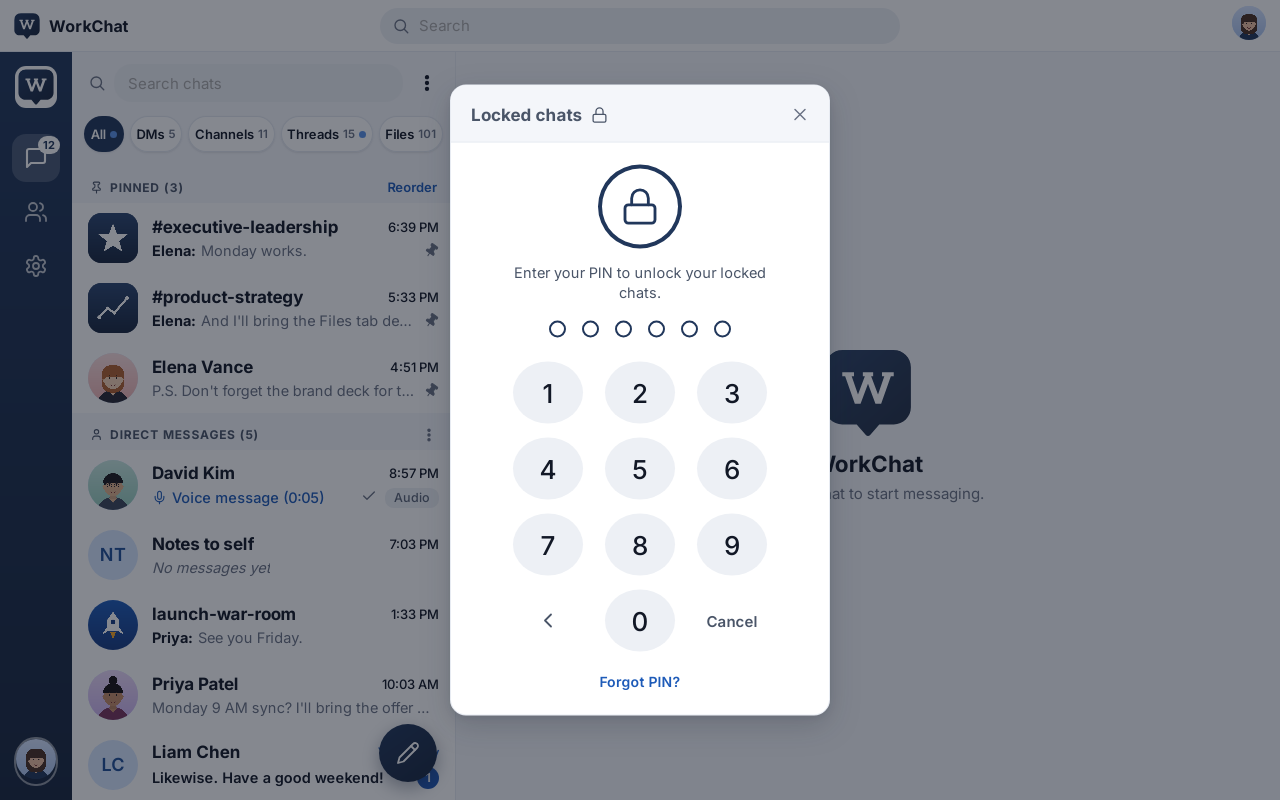 W WorkChat
Search
W
Search chats
12
All
DMs 5
Channels 11
Threads 15
Files 101
PINNED (3)
Reorder
#executive-leadership
6:39 PM
Elena: Monday works.
#product-strategy
5:33 PM
Elena: And I'll bring the Files tab de...
Elena Vance
4:51 PM
P.S. Don't forget the brand deck for t...
DIRECT MESSAGES (5)
David Kim
8:57 PM
Voice message (0:05)
Audio
NT
Notes to self
7:03 PM
No messages yet
launch-war-room
1:33 PM
Priya: See you Friday.
Priya Patel
10:03 AM
Monday 9 AM sync? I'll bring the offer ...
LC
Liam Chen
Likewise. Have a good weekend!
1
Locked chats
Enter your PIN to unlock your locked
chats.
1 2 3
4 5 6
7 8 9
0 Cancel
Forgot PIN?
W
WorkChat
at to start messaging.